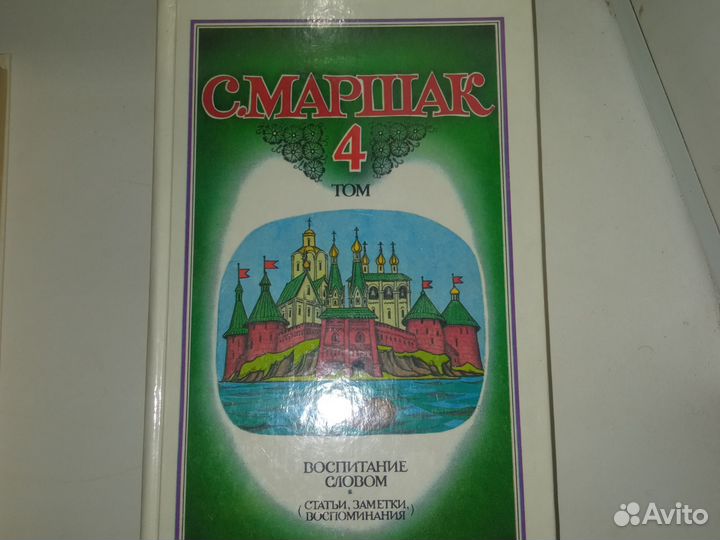 С.МАРШАК
4
ТОМ
ВОСПИТАНИЕ
СЛОВОМ
(СТАТЬИ, ЗАМЕТКИ,
ВОСПОМИНАНИЯ)
Avito